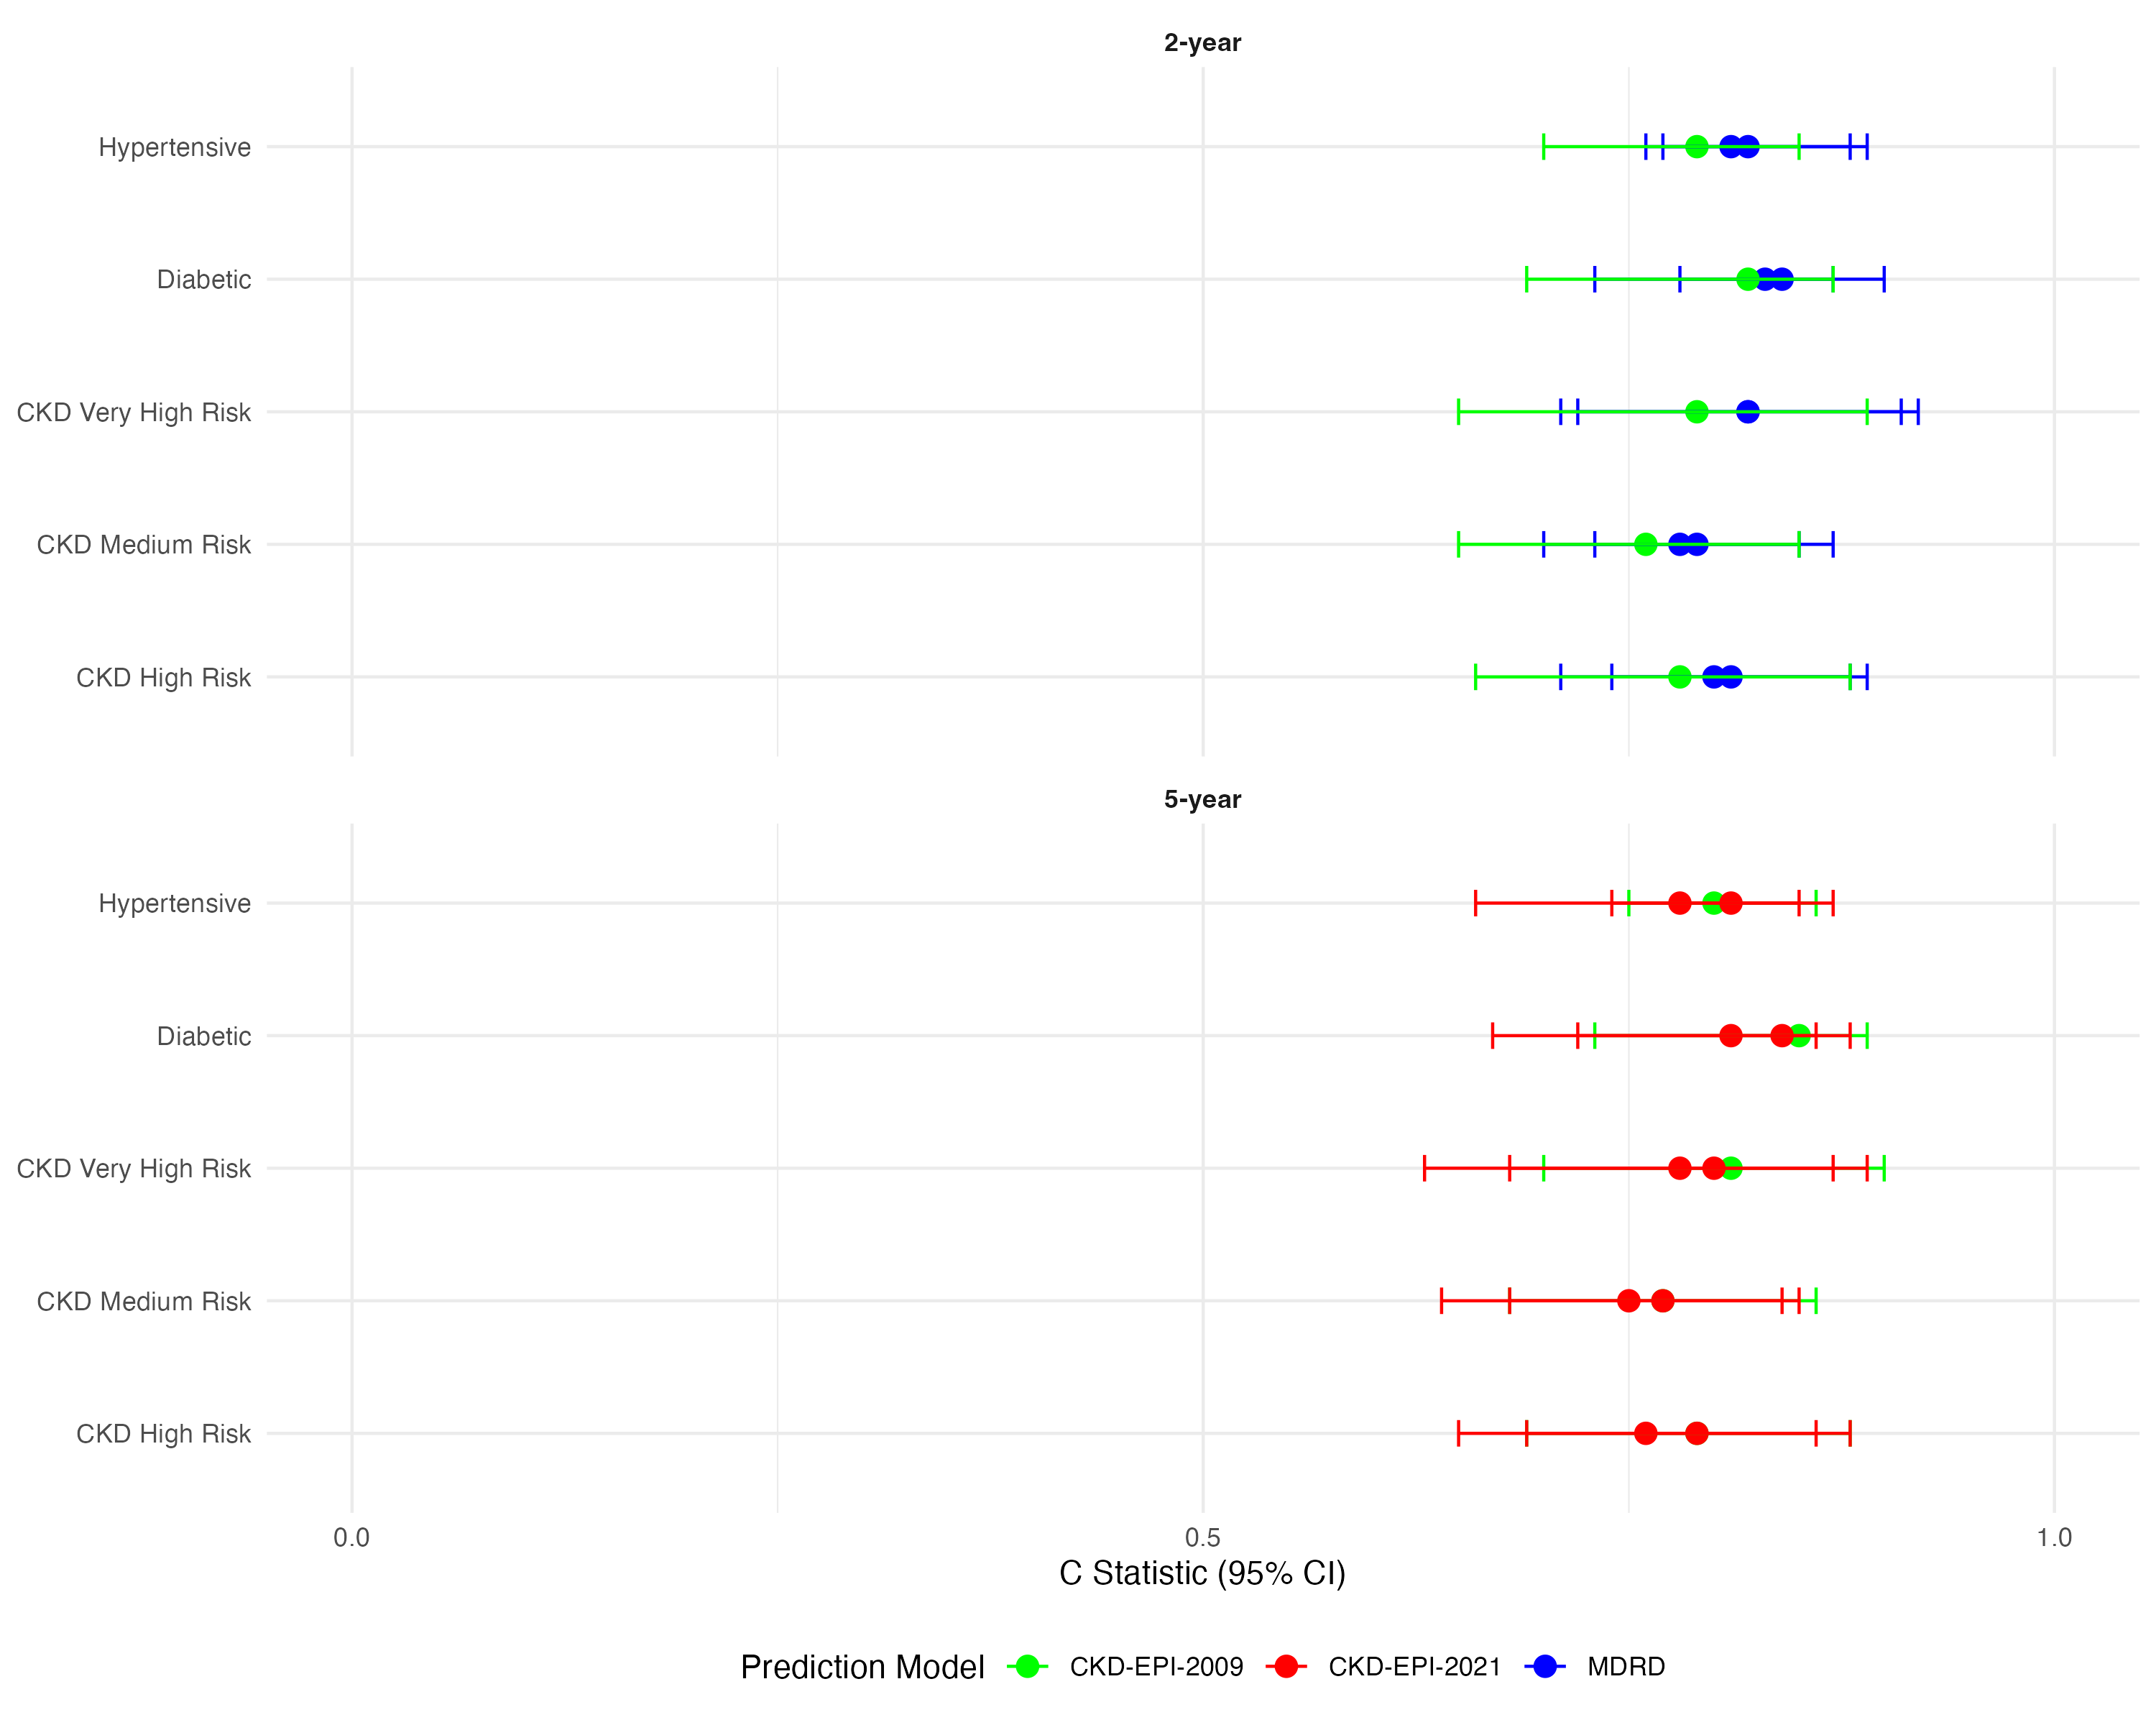 2-year
Hypertensive
Diabetic
CKD Very High Risk
CKD Medium Risk
CKD High Risk
5-year
Hypertensive
Diabetic
CKD Very High Risk
CKD Medium Risk
CKD High Risk
0.0 0.5 1.0
C Statistic (95% CI)
Prediction Model CKD-EPI-2009 CKD-EPI-2021 MDRD